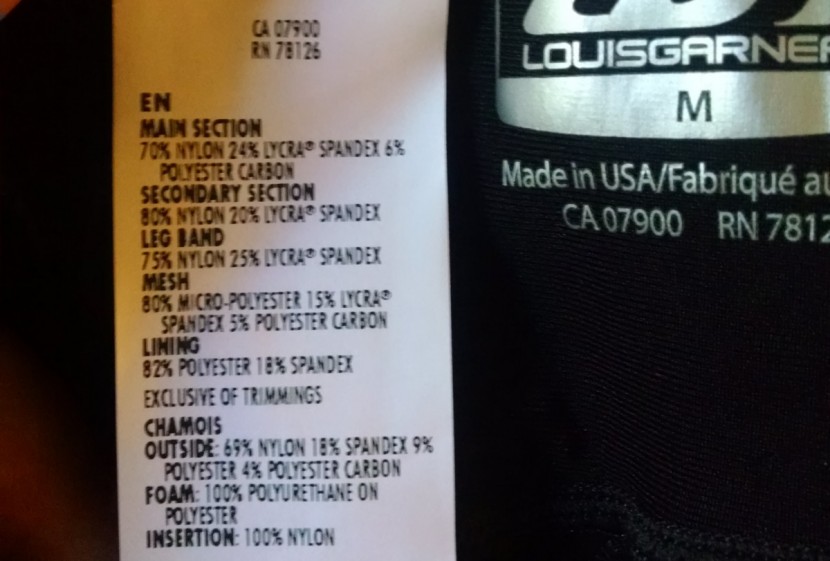 CA 07900
RN 78126
EN
MAIN SECTION
70% NYLON 24% LYCRA® SPANDEX 6%
POLYESTER CARBON
SECONDARY SECTION
80% NYLON 20% LYCRA® SPANDEX
LEG BAND
75% NYLON 25% LYCRA® SPANDEX
MESH
80% MICRO-POLYESTER 15% LYCRA®
SPANDEX 5% POLYESTER CARBON
LINING
82% POLYESTER 18% SPANDEX
EXCLUSIVE OF TRIMMINGS
CHAMOIS
OUTSIDE: 69% NYLON 18% SPANDEX 9%
POLYESTER 4% POLYESTER CARBON
FOAM: 100% POLYURETHANE ON
POLYESTER
INSERTION: 100% NYLON
LOUISGARNE
M
Made in USA/Fabriqué au
CA 07900 RN 7812